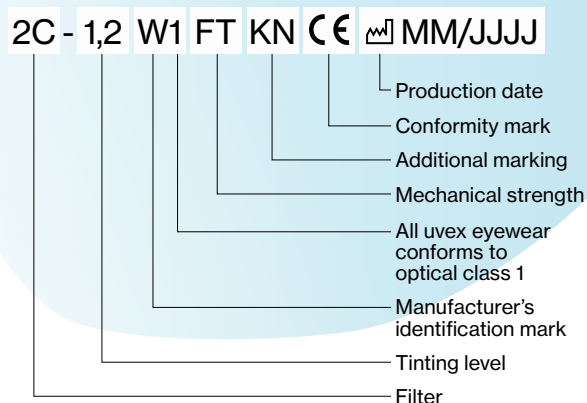 2C - 1,2 W1 FT KN CE MM/JJJJ
Production date
Conformity mark
Additional marking
Mechanical strength
All uvex eyewear
conforms to
optical class 1
Manufacturer's
identification mark
Tinting level
Filter